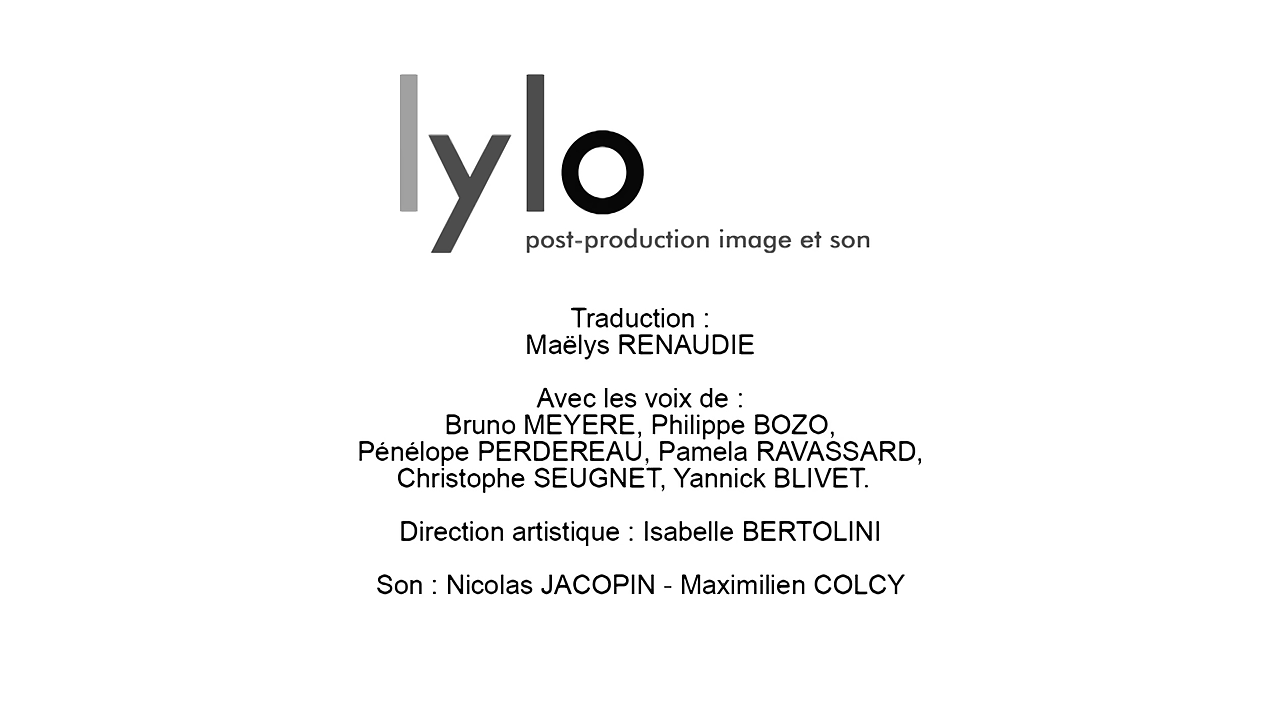 lylo
post-production image et son
Traduction :
Maëlys RENAUDIE
Avec les voix de :
Bruno MEYERE, Philippe BOZO,
Pénélope PERDEREAU, Pamela RAVASSARD,
Christophe SEUGNET, Yannick BLIVET.
Direction artistique : Isabelle BERTOLINI
Son : Nicolas JACOPIN - Maximilien COLCY